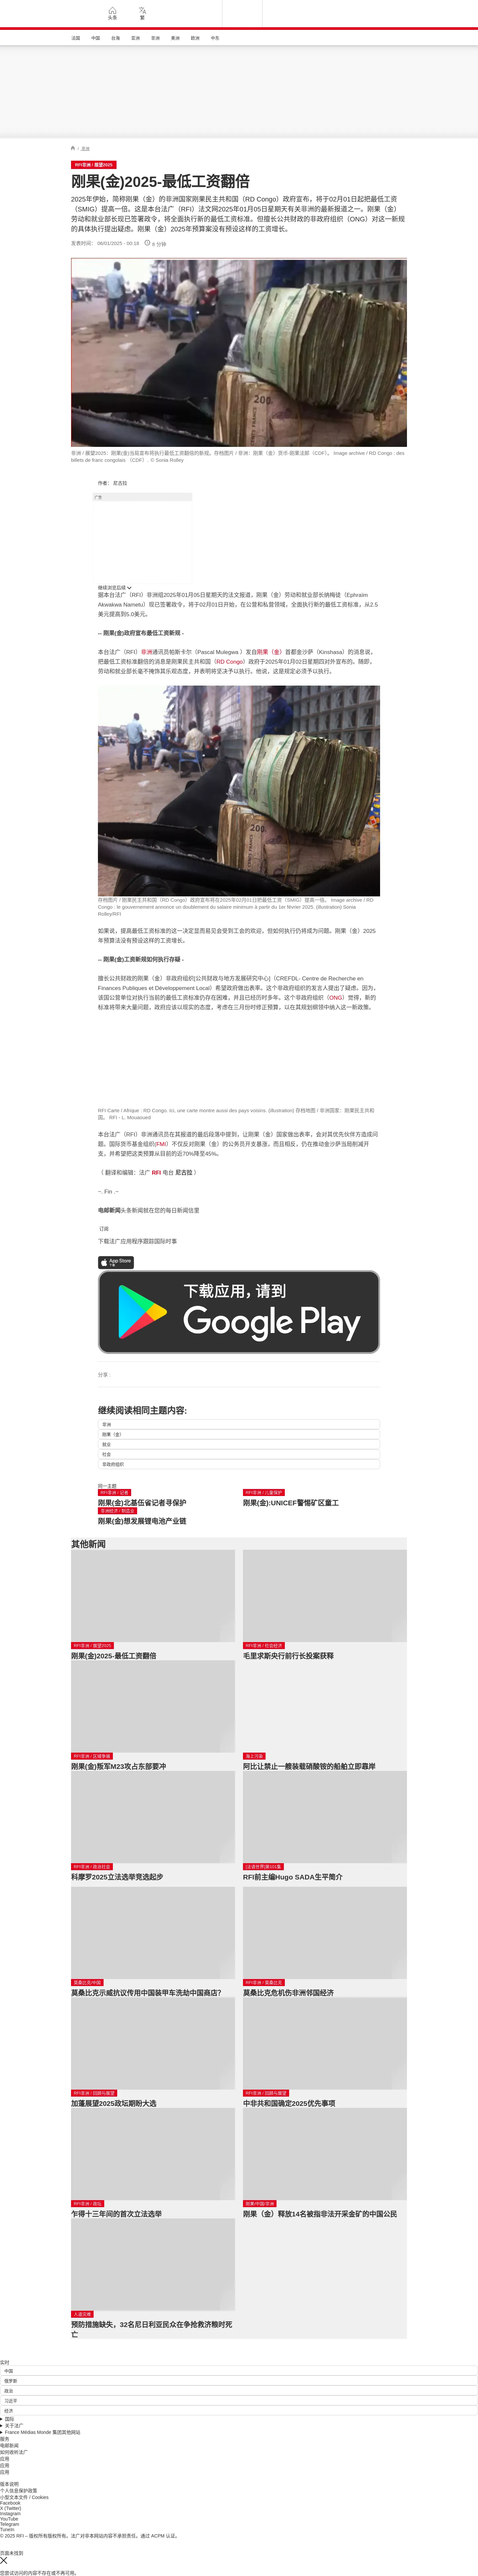 头条
繁
法国
中国
台海
亚洲
非洲
美洲
欧洲
中东
/ 非洲
RFI非洲 / 展望2025
刚果(金)2025-最低工资翻倍
2025年伊始，简称刚果（金）的非洲国家刚果民主共和国（RD Congo）政府宣布，将于02月01日起把最低工资
（SMIG）提高一倍。这是本台法广（RFI）法文网2025年01月05日星期天有关非洲的最新报道之一。刚果（金）
劳动和就业部长现已签署政令，将全面执行新的最低工资标准。但擅长公共财政的非政府组织（ONG）对这一新规
的具体执行提出疑虑。刚果（金）2025年预算案没有预设这样的工资增长。
发表时间： 06/01/2025 - 00:16
8 分钟
非洲 / 展望2025：刚果(金)当局宣布将执行最低工资翻倍的新规。存档图片 / 非洲：刚果（金）货币-刚果法郎（CDF）。 Image archive / RD Congo : des
billets de franc congolais （CDF）. © Sonia Rolley
作者： 尼古拉
广告
继续浏览后续
据本台法广（RFI）非洲组2025年01月05日星期天的法文报道，刚果（金）劳动和就业部长纳梅徒（Ephraïm
Akwakwa Nametu）现已签署政令，将于02月01日开始，在公营和私营领域，全面执行新的最低工资标准，从2.5
美元提高到5.0美元。
-- 刚果(金)政府宣布最低工资新规 -
本台法广（RFI）非洲通讯员帕斯卡尔（Pascal Mulegwa ）发自刚果（金）首都金沙萨（Kinshasa）的消息说，
把最低工资标准翻倍的消息是刚果民主共和国（RD Congo）政府于2025年01月02日星期四对外宣布的。随即，
劳动和就业部长毫不掩饰其乐观态度，并表明将坚决予以执行。他说，这是规定必须予以执行。
存档图片 / 刚果民主共和国（RD Congo）政府宣布将在2025年02月01日把最低工资（SMIG）提高一倍。 Image archive / RD
Congo : le gouvernement annonce un doublement du salaire minimum à partir du 1er février 2025. (Illustration) Sonia
Rolley/RFI
如果说，提高最低工资标准的这一决定显而易见会受到工会的欢迎，但如何执行仍将成为问题。刚果（金）2025
年预算法没有预设这样的工资增长。
-- 刚果(金)工资新规如何执行存疑 -
擅长公共财政的刚果（金）非政府组织[公共财政与地方发展研究中心]（CREFDL- Centre de Recherche en
Finances Publiques et Développement Local）希望政府做出表率。这个非政府组织的发言人提出了疑虑。因为，
该国公营单位对执行当前的最低工资标准仍存在困难，并且已经历时多年。这个非政府组织（ONG）觉得，新的
标准将带来大量问题，政府应该以现实的态度，考虑在三月份时修正预算，以在其规划纲领中纳入这一新政策。
RFI Carte / Afrique : RD Congo. Ici, une carte montre aussi des pays voisins. (Illustration) 存档地图 / 非洲国度：刚果民主共和
国。 RFI - L. Mouaoued
本台法广（RFI）非洲通讯员在其报道的最后段落中提到，让刚果（金）国家做出表率，会对其优先伙伴方造成问
题。国际货币基金组织(FMI）不仅反对刚果（金）的公务员开支暴涨，而且相反，仍在推动金沙萨当局削减开
支，并希望把这类预算从目前的近70%降至45%。
（ 翻译和编辑：法广 RFI 电台 尼古拉 ）
~. Fin .~
电邮新闻头条新闻就在您的每日新闻信里
订阅
下载法广应用程序跟踪国际时事
App Store
下载应用，请到
Google Play
分享 :
继续阅读相同主题内容:
非洲
刚果（金）
就业
社会
非政府组织
同一主题
RFI非洲 / 记者
刚果(金)北基伍省记者寻保护
RFI非洲 / 儿童保护
刚果(金):UNICEF警惕矿区童工
非洲经济 / 制造业
刚果(金)想发展锂电池产业链
其他新闻
RFI非洲 / 展望2025
刚果(金)2025-最低工资翻倍
RFI非洲 / 社会经济
毛里求斯央行前行长投案获释
RFI非洲 / 区域争端
刚果(金)叛军M23攻占东部要冲
海上污染
阿比让禁止一艘装载硝酸铵的船舶立即靠岸
RFI非洲 / 政治社会
科摩罗2025立法选举竞选起步
[法语世界]第101集
RFI前主编Hugo SADA生平简介
莫桑比克/中国
莫桑比克示威抗议传用中国装甲车洗劫中国商店?
RFI非洲 / 莫桑比克
莫桑比克危机伤非洲邻国经济
RFI非洲 / 回顾与展望
加蓬展望2025政坛期盼大选
RFI非洲 / 回顾与展望
中非共和国确定2025优先事项
RFI非洲 / 政坛
乍得十三年间的首次立法选举
刚果/中国/非洲
刚果（金）释放14名被指非法开采金矿的中国公民
人道灾难
预防措施缺失，32名尼日利亚民众在争抢救济粮时死
亡
实时
中国
俄罗斯
政治
习近平
经济
国际
关于法广
France Médias Monde 集团其他网站
服务
电邮新闻
如何收听法广
应用
应用
应用
版本说明
个人信息保护政策
小型文本文件 / Cookies
Facebook
X (Twitter)
Instagram
YouTube
Telegram
TuneIn
© 2025 RFI – 版权所有版权所有。法广对非本网站内容不承担责任。通过 ACPM 认证。
页面未找到
您尝试访问的内容不存在或不再可用。